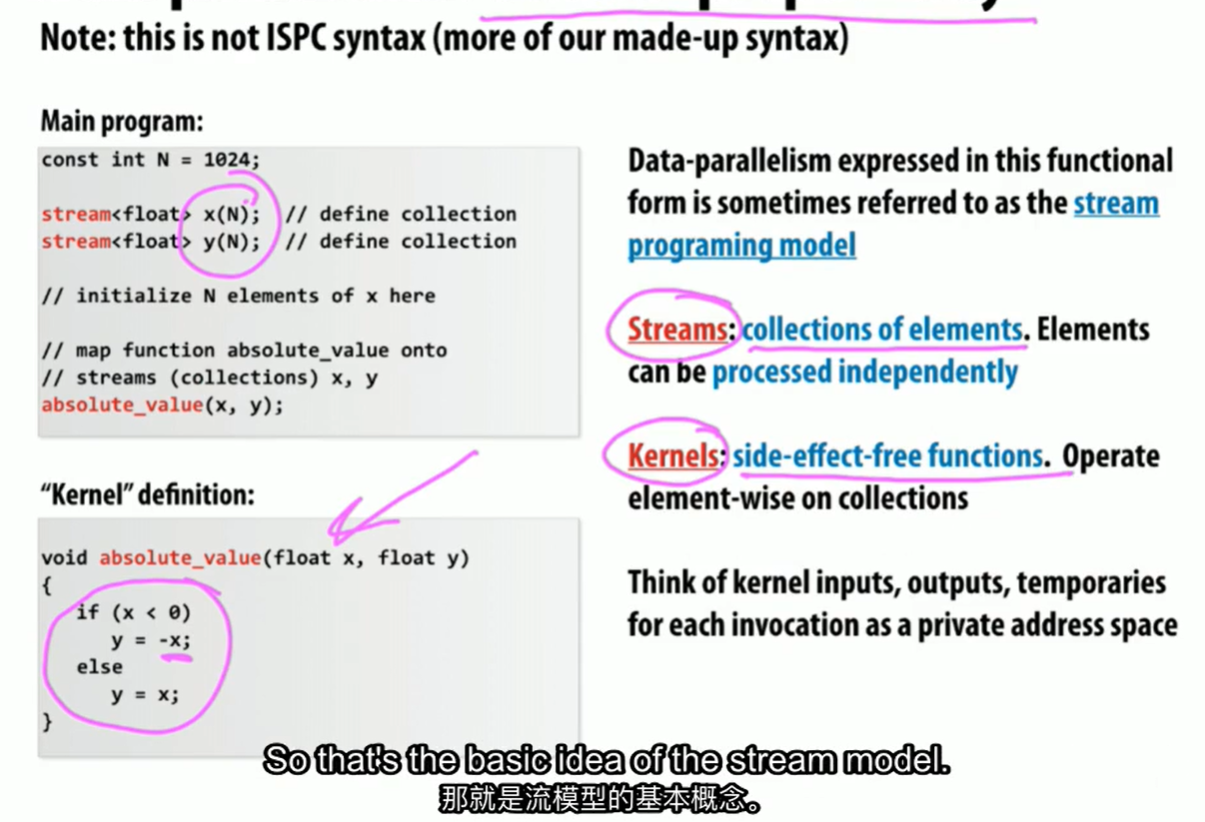 Note: this is not ISPC syntax (more of our made-up syntax)
Main program:
const int N = 1024;
stream<float> x(N); // define collection
stream<float> y(N); // define collection
// initialize N elements of x here
// map function absolute_value onto
// streams (collections) x, y
absolute_value(x, y);
“Kernel” definition:
void absolute_value(float x, float y)
{
if (x < 0)
y = -x;
else
y = x;
}
Data-parallelism expressed in this functional
form is sometimes referred to as the stream
programing model
Streams: collections of elements. Elements
can be processed independently
Kernels: side-effect-free functions. Operate
element-wise on collections
Think of kernel inputs, outputs, temporaries
for each invocation as a private address space
So that's the basic idea of the stream model.
那就是流模型的基本概念。